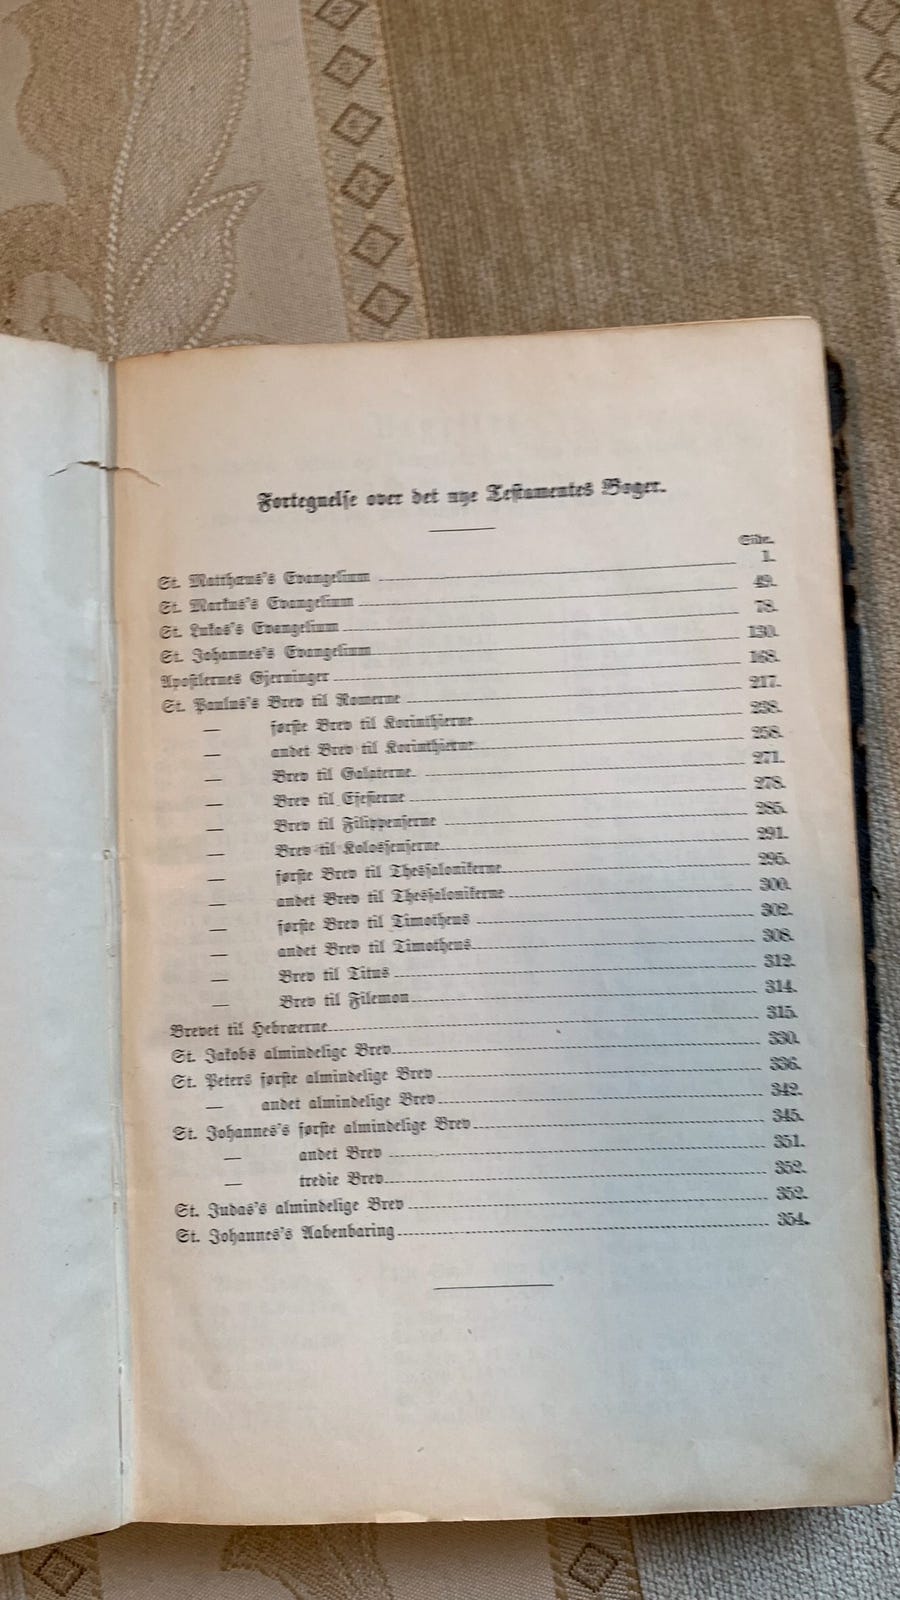 Fortegnelse over det nye Testamentes Bøger.
Side.
St. Matthæus's Evangelium 1.
St. Markus's Evangelium 49.
St. Lukas's Evangelium 78.
St. Johannes's Evangelium 130.
Apostlernes Gjerninger 168.
St. Paulus's Brev til Romerne 217.
— første Brev til Korinthierne 238.
— andet Brev til Korinthierne 258.
— Brev til Galaterne. 271.
— Brev til Efesierne 278.
— Brev til Filippenserne 285.
— Brev til Kolossenserne 291.
— første Brev til Thessalonikerne 295.
— andet Brev til Thessalonikerne 300.
— første Brev til Timotheus 302.
— andet Brev til Timotheus 308.
— Brev til Titus 312.
— Brev til Filemon 314.
Brevet til Hebræerne 315.
St. Jakobs almindelige Brev 330.
St. Peters første almindelige Brev 336.
— andet almindelige Brev 342.
St. Johannes's første almindelige Brev 345.
— andet Brev 351.
— tredie Brev 352.
St. Judas's almindelige Brev 352.
St. Johannes's Aabenbaring 354.